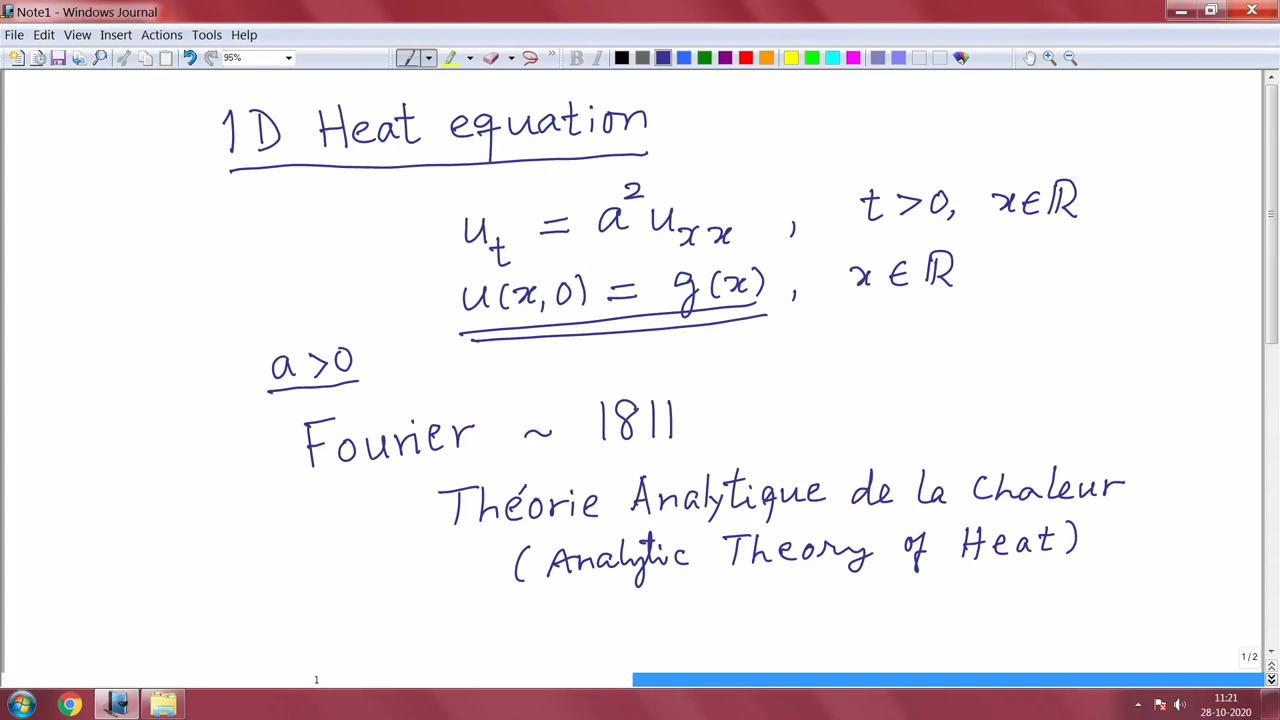 Note1 - Windows Journal
File Edit View Insert Actions Tools Help
95%
B I
1D Heat equation
u_t = a² u_xx , t > 0, x ∈ ℝ
u(x,0) = g(x) , x ∈ ℝ
a > 0
Fourier ~ 1811
Théorie Analytique de la Chaleur
(Analytic Theory of Heat)
1/2
1
11:21
28-10-2020